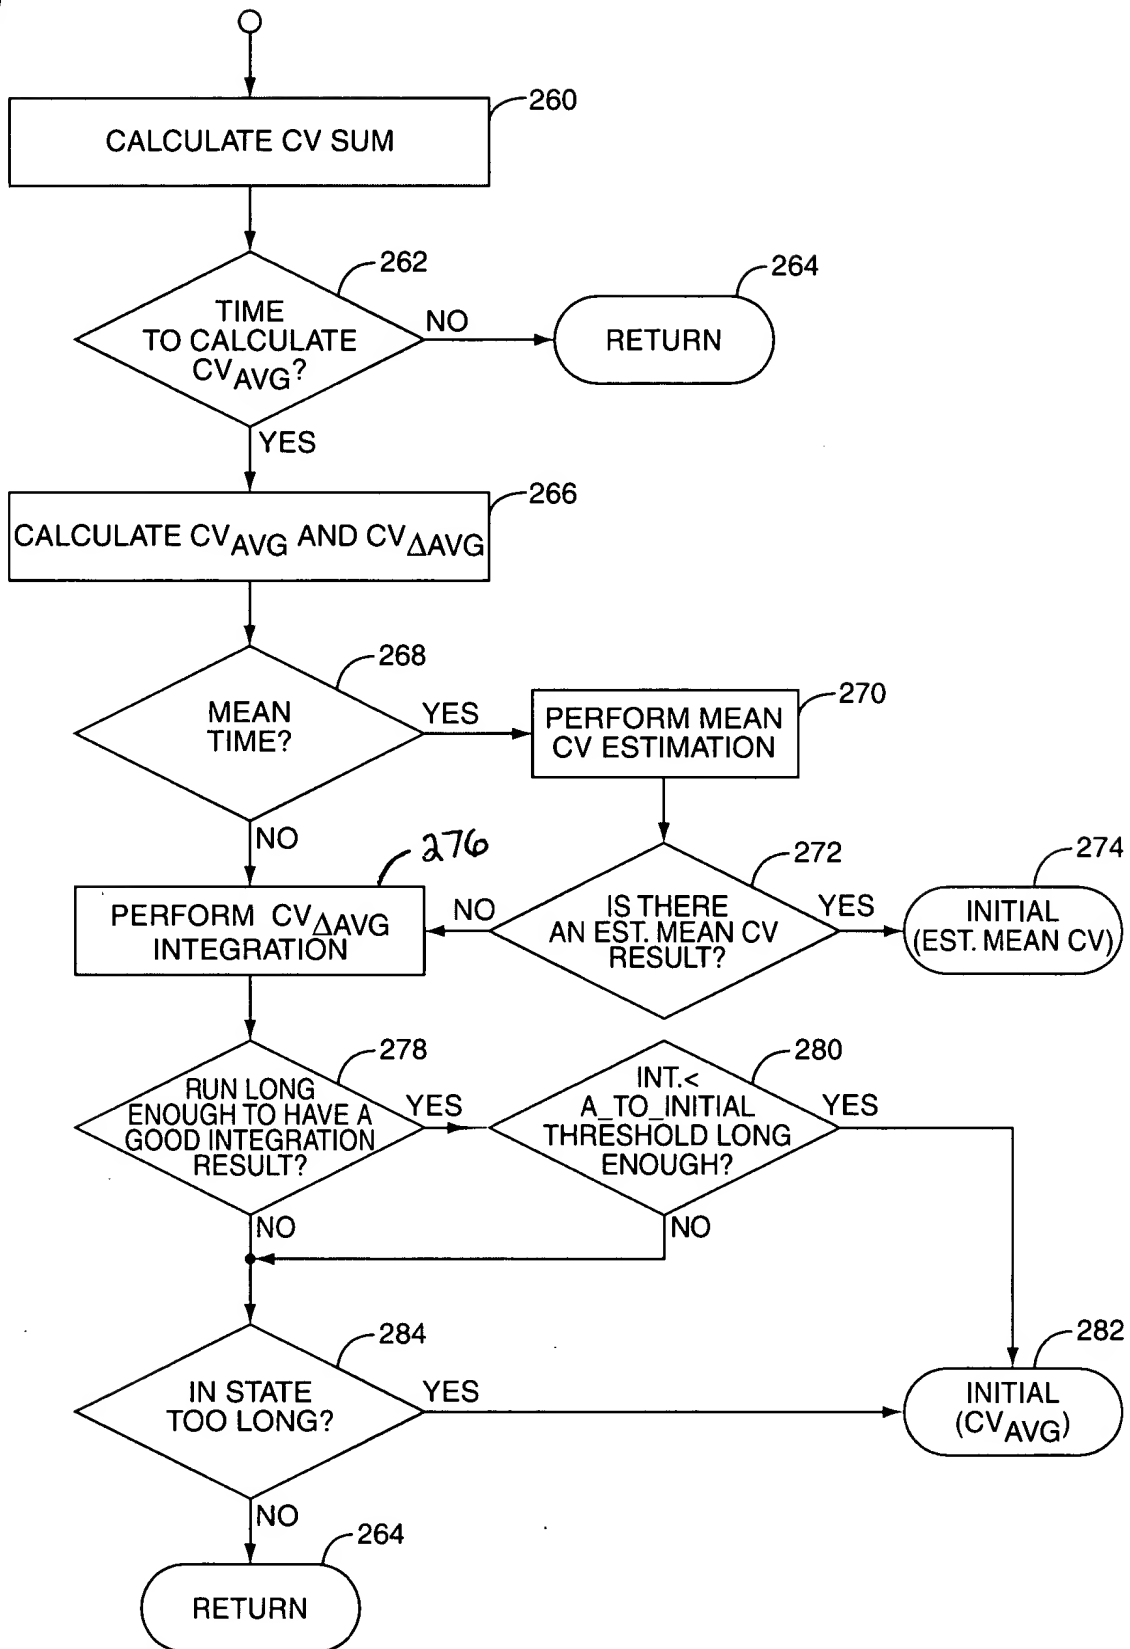 260
CALCULATE CV SUM
262
TIME
TO CALCULATE
CVAVG?
NO
264
RETURN
YES
266
CALCULATE CVAVG AND CVΔAVG
268
MEAN
TIME?
YES
270
PERFORM MEAN
CV ESTIMATION
NO
276
PERFORM CVΔAVG
INTEGRATION
NO
272
IS THERE
AN EST. MEAN CV
RESULT?
YES
274
INITIAL
(EST. MEAN CV)
278
RUN LONG
ENOUGH TO HAVE A
GOOD INTEGRATION
RESULT?
YES
280
INT.<
A_TO_INITIAL
THRESHOLD LONG
ENOUGH?
YES
NO
NO
284
IN STATE
TOO LONG?
YES
282
INITIAL
(CVAVG)
NO
264
RETURN